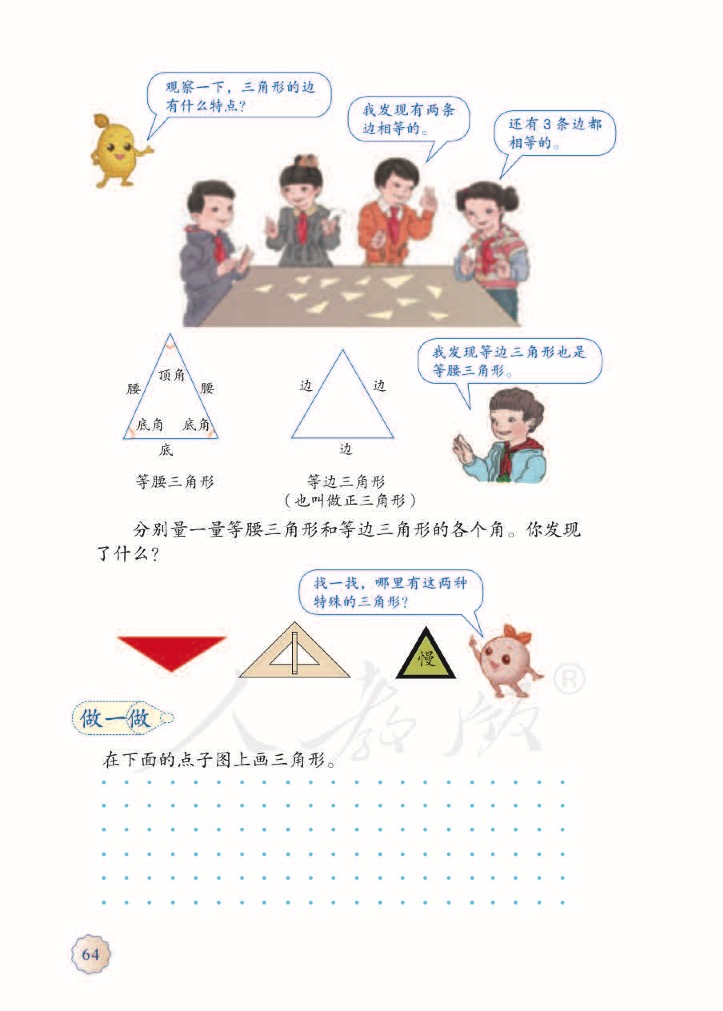 观察一下，三角形的边
有什么特点？
我发现有两条
边相等的。
还有 3 条边都
相等的。
顶角
腰
腰
底角
底角
底
等腰三角形
边
边
边
等边三角形
（也叫做正三角形）
我发现等边三角形也是
等腰三角形。
分别量一量等腰三角形和等边三角形的各个角。你发现
了什么？
找一找，哪里有这两种
特殊的三角形？
慢
人教版®
做一做
在下面的点子图上画三角形。
64